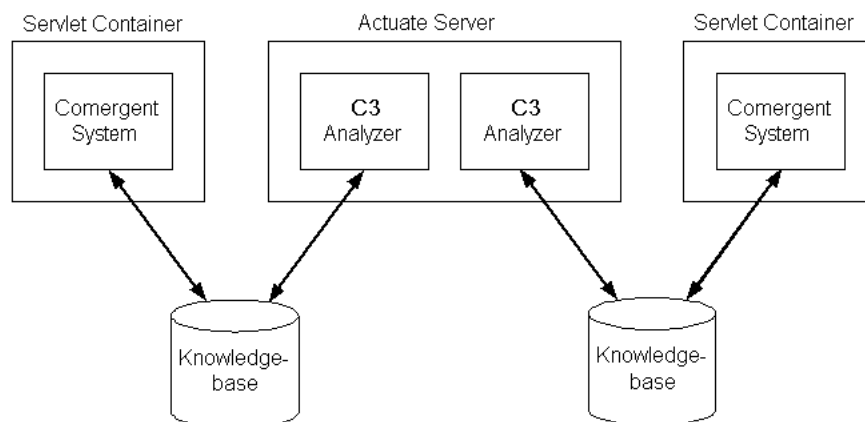 Servlet Container
Actuate Server
Servlet Container
Comergent
System
C3
Analyzer
C3
Analyzer
Comergent
System
Knowledge-
base
Knowledge-
base